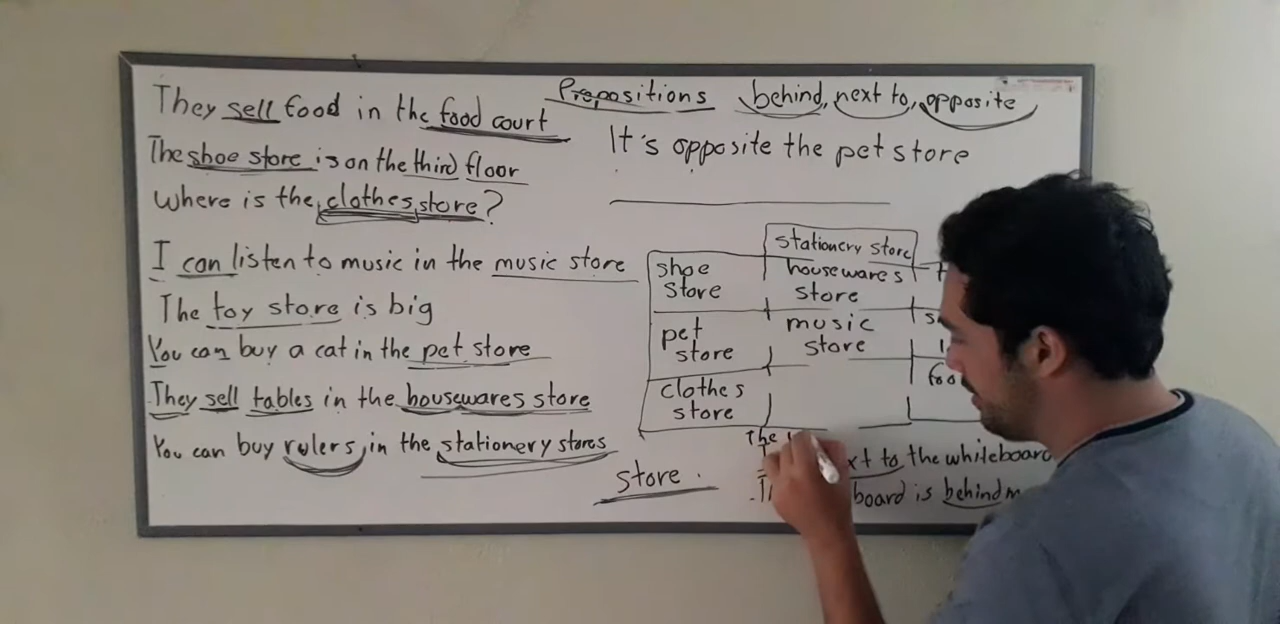 They sell food in the food court
The shoe store is on the third floor
Where is the clothes store?
I can listen to music in the music store
The toy store is big
You can buy a cat in the pet store
They sell tables in the housewares store
You can buy rulers in the stationery stores
store.
Prepositions behind, next to, opposite
It's opposite the pet store
stationery store
shoe store
housewares store
pet store
music store
clothes store
The
to the whiteboard
board is behind